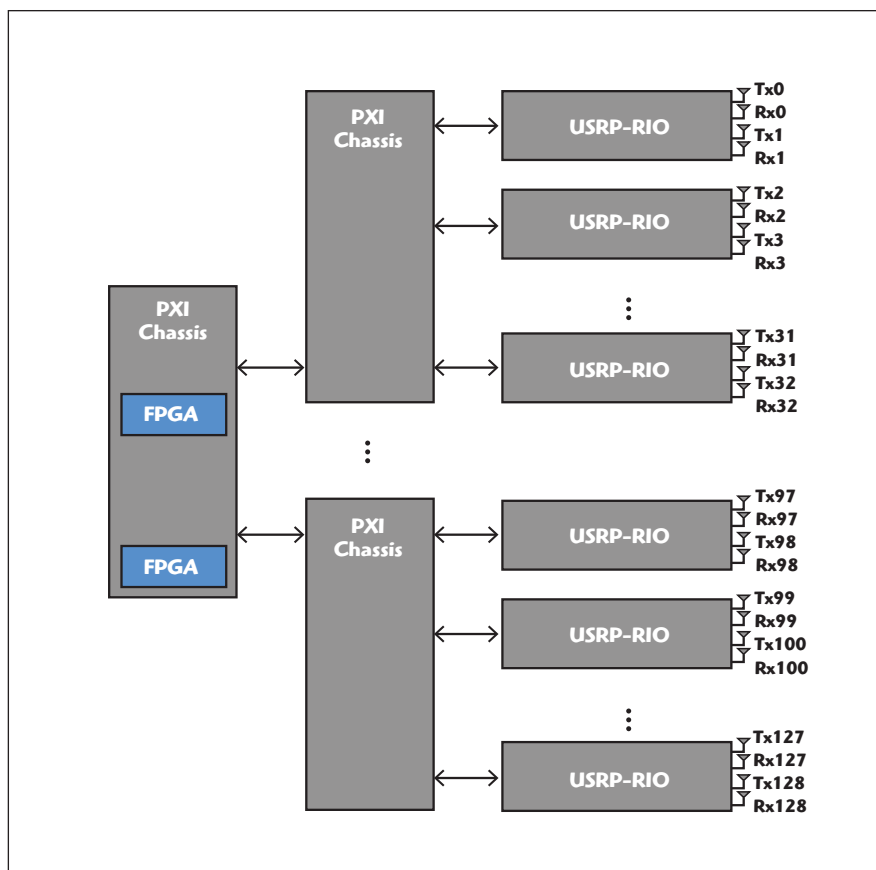 PXI
Chassis
FPGA
FPGA
PXI
Chassis
USRP-RIO
Tx0
Rx0
Tx1
Rx1
USRP-RIO
Tx2
Rx2
Tx3
Rx3
USRP-RIO
Tx31
Rx31
Tx32
Rx32
PXI
Chassis
USRP-RIO
Tx97
Rx97
Tx98
Rx98
USRP-RIO
Tx99
Rx99
Tx100
Rx100
USRP-RIO
Tx127
Rx127
Tx128
Rx128